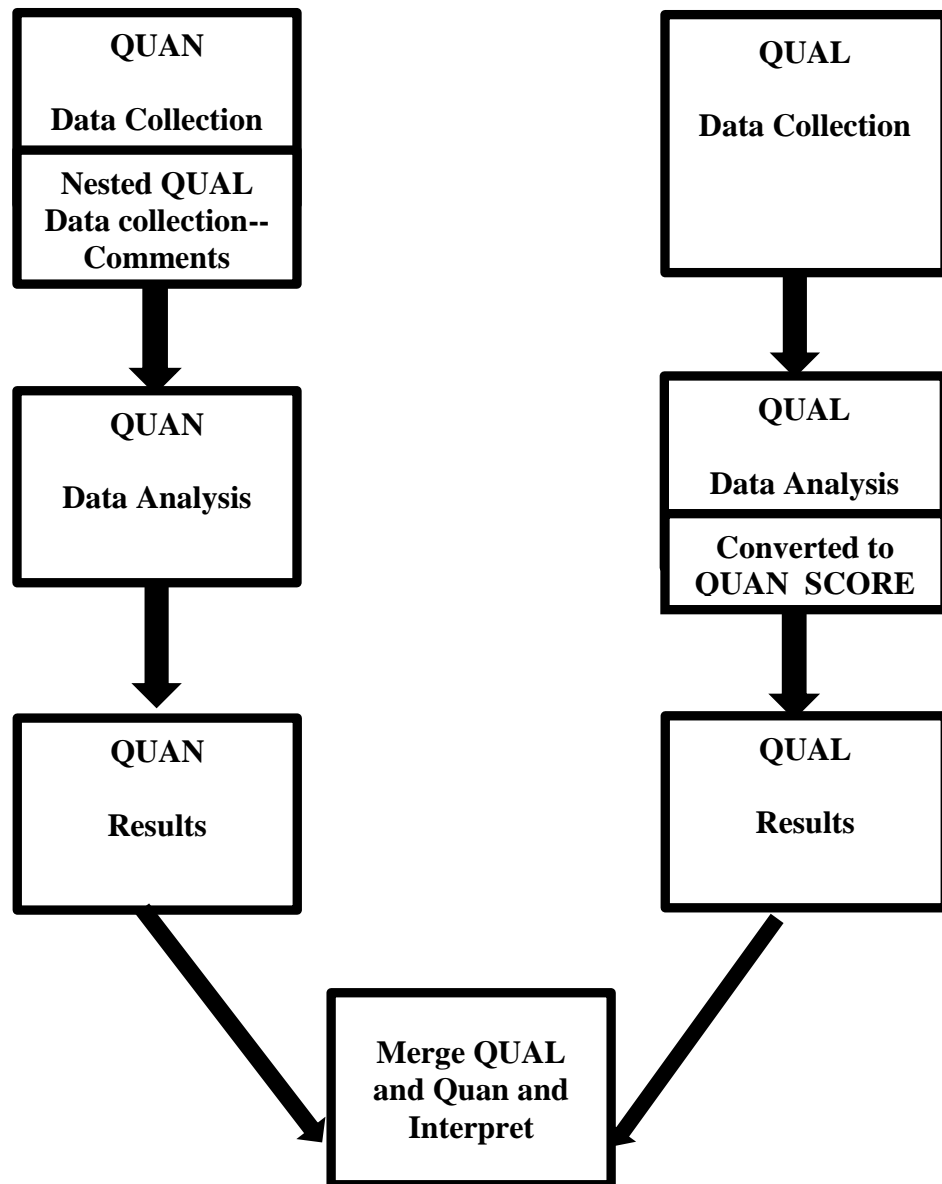 QUAN
Data Collection
Nested QUAL
Data collection--
Comments
QUAN
Data Analysis
QUAN
Results
QUAL
Data Collection
QUAL
Data Analysis
Converted to
QUAN SCORE
QUAL
Results
Merge QUAL
and Quan and
Interpret